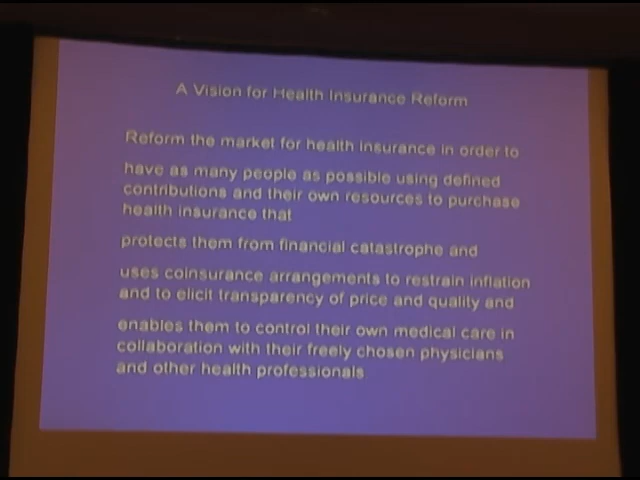 A Vision for Health Insurance Reform
Reform the market for health insurance in order to
have as many people as possible using defined
contributions and their own resources to purchase
health insurance that
protects them from financial catastrophe and
uses coinsurance arrangements to restrain inflation
and to elicit transparency of price and quality and
enables them to control their own medical care in
collaboration with their freely chosen physicians
and other health professionals